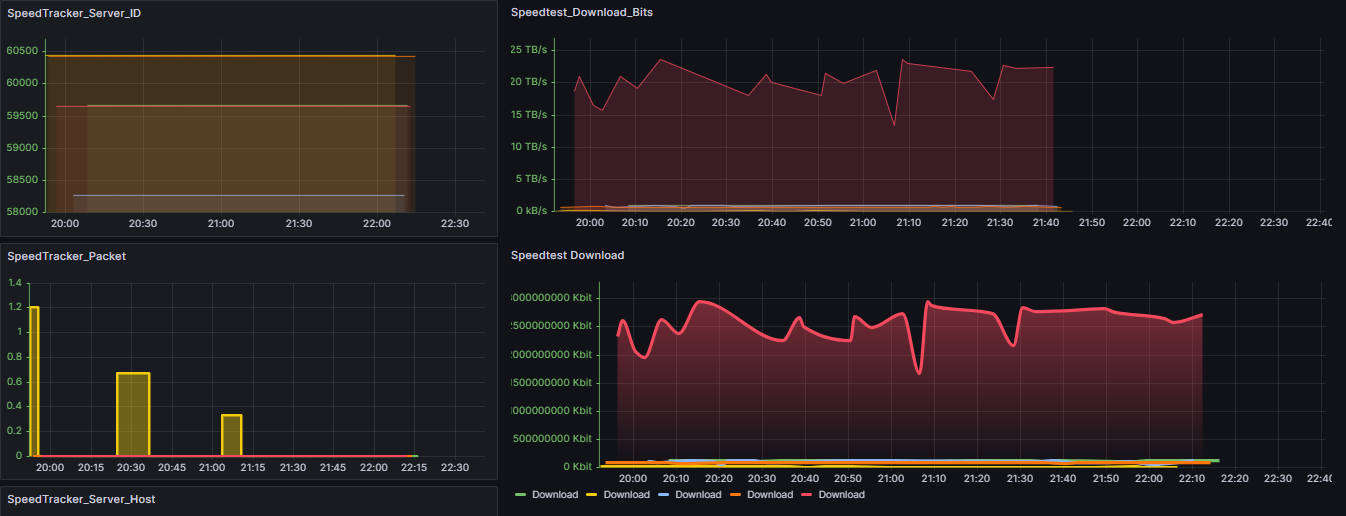 SpeedTracker_Server_ID
60500
60000
59500
59000
58500
58000
20:00 20:30 21:00 21:30 22:00 22:30
Speedtest_Download_Bits
25 TB/s
20 TB/s
15 TB/s
10 TB/s
5 TB/s
0 kB/s
20:00 20:10 20:20 20:30 20:40 20:50 21:00 21:10 21:20 21:30 21:40 21:50 22:00 22:10 22:20 22:30 22:40
SpeedTracker_Packet
1.4
1.2
1
0.8
0.6
0.4
0.2
0
20:00 20:15 20:30 20:45 21:00 21:15 21:30 21:45 22:00 22:15 22:30
Speedtest Download
000000000 Kbit
500000000 Kbit
000000000 Kbit
500000000 Kbit
000000000 Kbit
500000000 Kbit
0 Kbit
20:00 20:10 20:20 20:30 20:40 20:50 21:00 21:10 21:20 21:30 21:40 21:50 22:00 22:10 22:20 22:30 22:40
Download Download Download Download Download
SpeedTracker_Server_Host